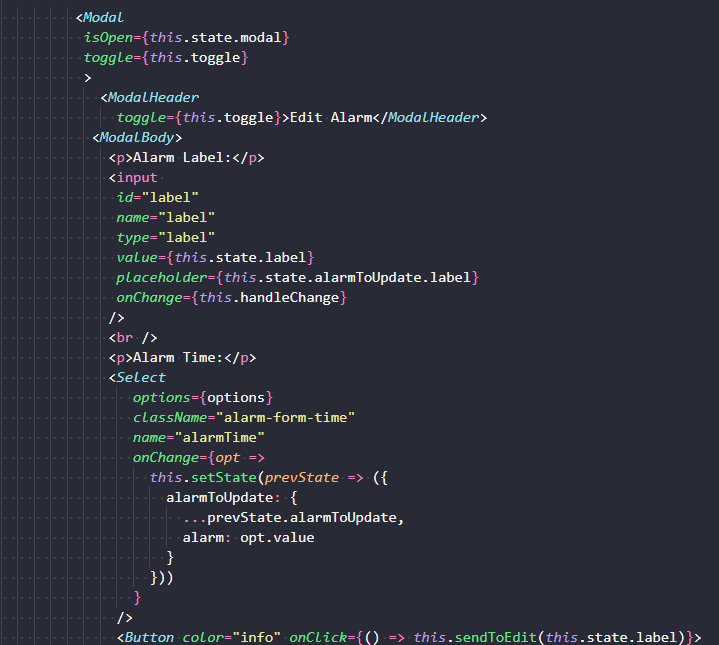 <Modal
isOpen={this.state.modal}
toggle={this.toggle}
>
<ModalHeader
toggle={this.toggle}>Edit Alarm</ModalHeader>
<ModalBody>
<p>Alarm Label:</p>
<input
id="label"
name="label"
type="label"
value={this.state.label}
placeholder={this.state.alarmToUpdate.label}
onChange={this.handleChange}
/>
<br />
<p>Alarm Time:</p>
<Select
options={options}
className="alarm-form-time"
name="alarmTime"
onChange={opt =>
this.setState(prevState => ({
alarmToUpdate: {
...prevState.alarmToUpdate,
alarm: opt.value
}
}))
}
/>
<Button color="info" onClick={() => this.sendToEdit(this.state.label)}>